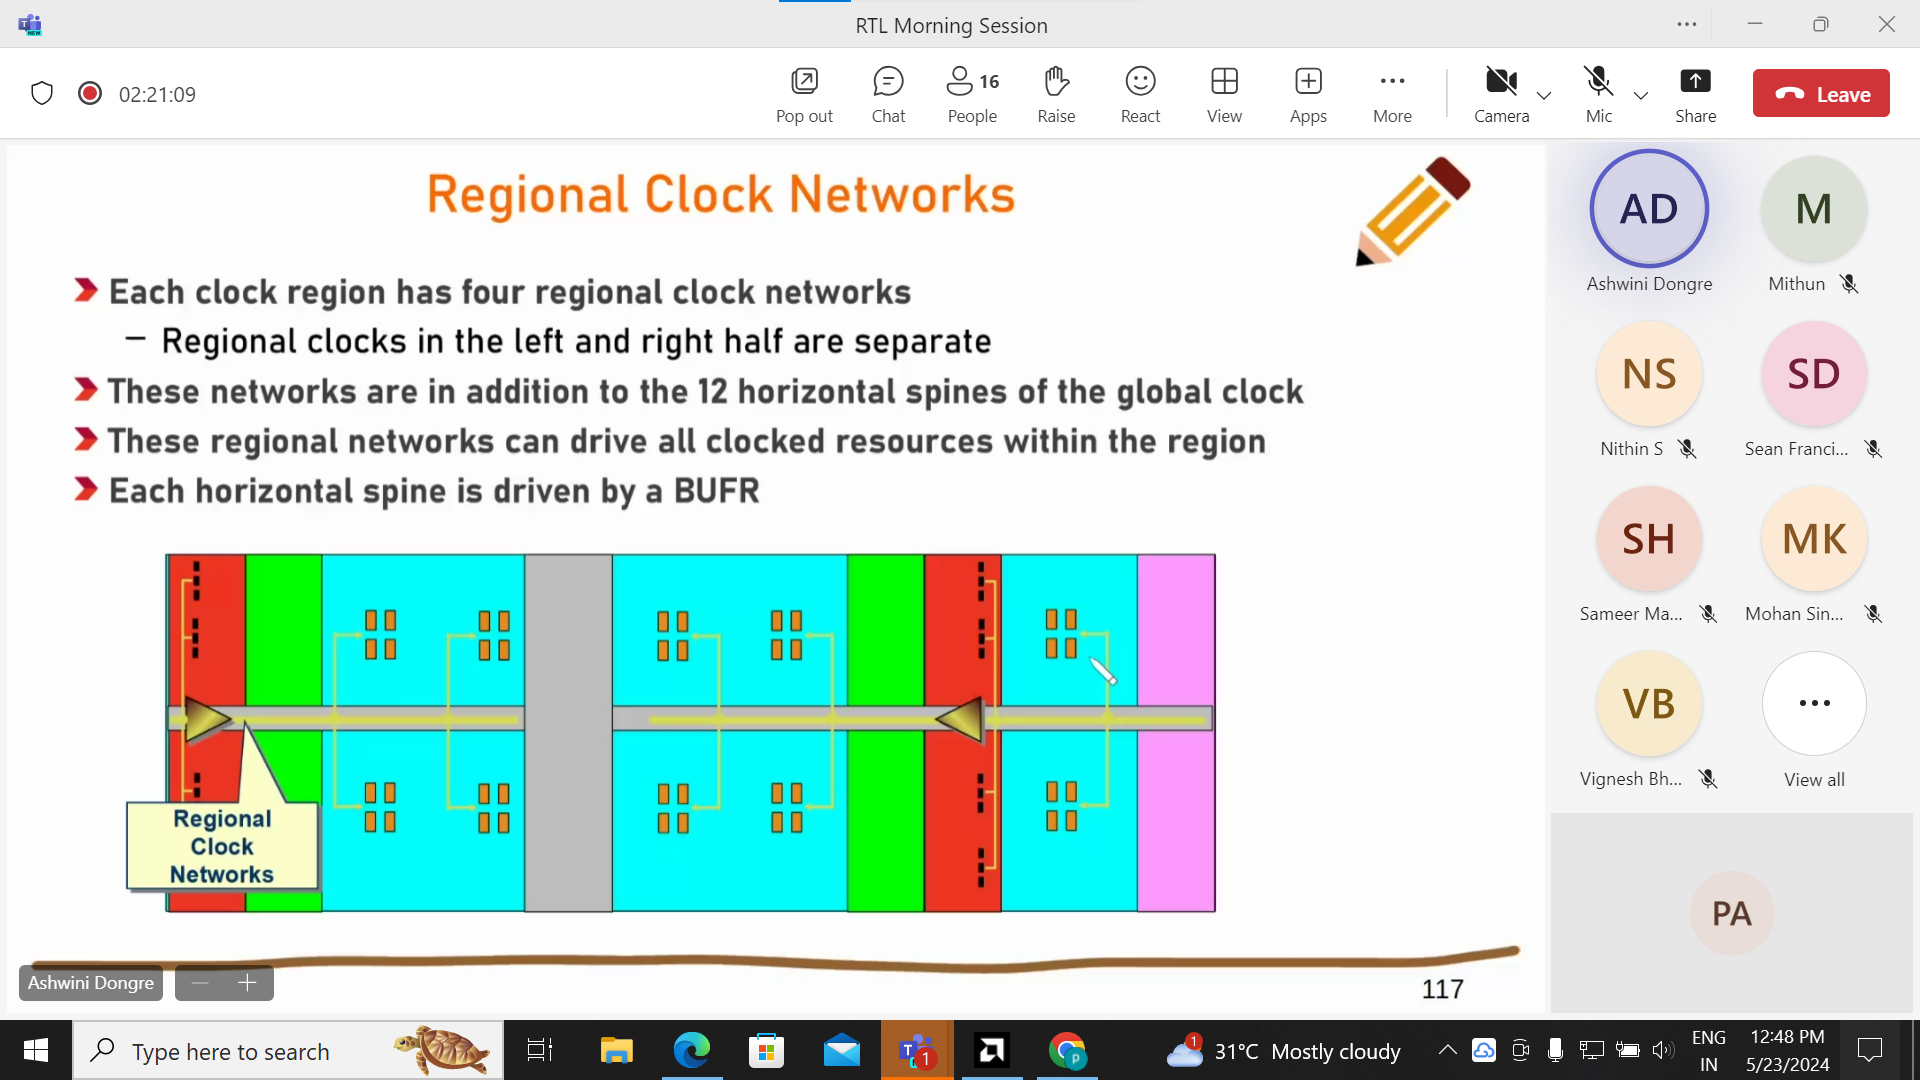 RTL Morning Session
NEW
02:21:09
Pop out
Chat
16
People
Raise
React
View
Apps
More
Camera
Mic
Share
Leave
Regional Clock Networks
Each clock region has four regional clock networks
– Regional clocks in the left and right half are separate
These networks are in addition to the 12 horizontal spines of the global clock
These regional networks can drive all clocked resources within the region
Each horizontal spine is driven by a BUFR
Regional
Clock
Networks
117
Ashwini Dongre
AD
Ashwini Dongre
M
Mithun
NS
Nithin S
SD
Sean Franci...
SH
Sameer Ma...
MK
Mohan Sin...
VB
Vignesh Bh...
View all
PA
Type here to search
1
p
1
31°C Mostly cloudy
ENG
IN
12:48 PM
5/23/2024